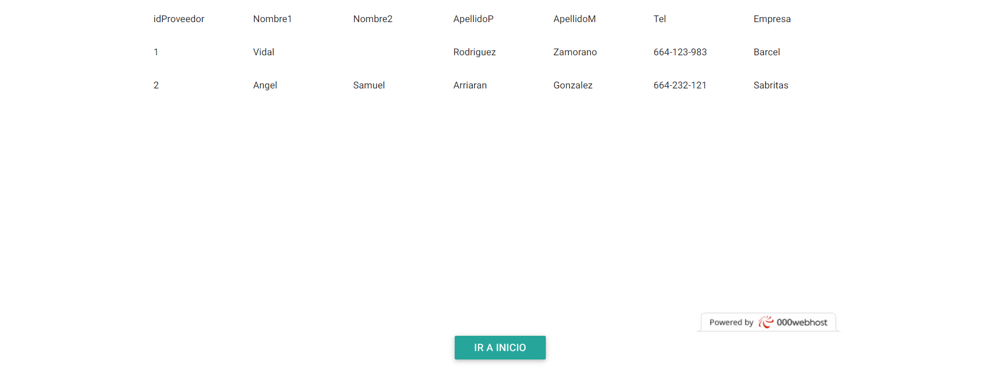 idProveedor Nombre1 Nombre2 ApellidoP ApellidoM Tel Empresa
1 Vidal Rodriguez Zamorano 664-123-983 Barcel
2 Angel Samuel Arriaran Gonzalez 664-232-121 Sabritas
Powered by 000webhost
IR A INICIO